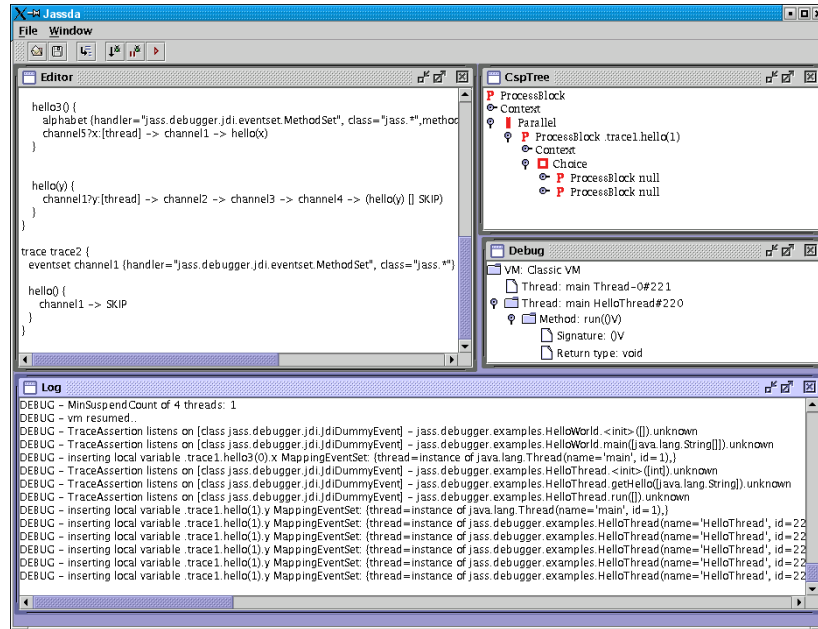 Jassda
File Window
Editor
hello3() {
alphabet {handler="jass.debugger.jdi.eventset.MethodSet", class="jass.*",method
channel5?x:[thread] -> channel1 -> hello(x)
}
hello(y) {
channel1?y:[thread] -> channel2 -> channel3 -> channel4 -> (hello(y) [] SKIP)
}
}
trace trace2 {
eventset channel1 {handler="jass.debugger.jdi.eventset.MethodSet", class="jass.*"}
hello() {
channel1 -> SKIP
}
}
CspTree
P ProcessBlock
Context
Parallel
P ProcessBlock .trace1.hello(1)
Context
Choice
P ProcessBlock null
P ProcessBlock null
Debug
VM: Classic VM
Thread: main Thread-0#221
Thread: main HelloThread#220
Method: run(()V)
Signature: ()V
Return type: void
Log
DEBUG - MinSuspendCount of 4 threads: 1
DEBUG - vm resumed..
DEBUG - TraceAssertion listens on [class jass.debugger.jdi.JdiDummyEvent] - jass.debugger.examples.HelloWorld.<init>([]).unknown
DEBUG - TraceAssertion listens on [class jass.debugger.jdi.JdiDummyEvent] - jass.debugger.examples.HelloWorld.main([java.lang.String[]]).unknown
DEBUG - inserting local variable .trace1.hello3(0).x MappingEventSet: {thread=instance of java.lang.Thread(name='main', id=1),}
DEBUG - TraceAssertion listens on [class jass.debugger.jdi.JdiDummyEvent] - jass.debugger.examples.HelloThread.<init>([int]).unknown
DEBUG - TraceAssertion listens on [class jass.debugger.jdi.JdiDummyEvent] - jass.debugger.examples.HelloThread.getHello([java.lang.String]).unknown
DEBUG - TraceAssertion listens on [class jass.debugger.jdi.JdiDummyEvent] - jass.debugger.examples.HelloThread.run([]).unknown
DEBUG - inserting local variable .trace1.hello(1).y MappingEventSet: {thread=instance of java.lang.Thread(name='main', id=1),}
DEBUG - inserting local variable .trace1.hello(1).y MappingEventSet: {thread=instance of jass.debugger.examples.HelloThread(name='HelloThread', id=22
DEBUG - inserting local variable .trace1.hello(1).y MappingEventSet: {thread=instance of jass.debugger.examples.HelloThread(name='HelloThread', id=22
DEBUG - inserting local variable .trace1.hello(1).y MappingEventSet: {thread=instance of jass.debugger.examples.HelloThread(name='HelloThread', id=22
DEBUG - inserting local variable .trace1.hello(1).y MappingEventSet: {thread=instance of jass.debugger.examples.HelloThread(name='HelloThread', id=22
DEBUG - inserting local variable .trace1.hello(1).y MappingEventSet: {thread=instance of jass.debugger.examples.HelloThread(name='HelloThread', id=22